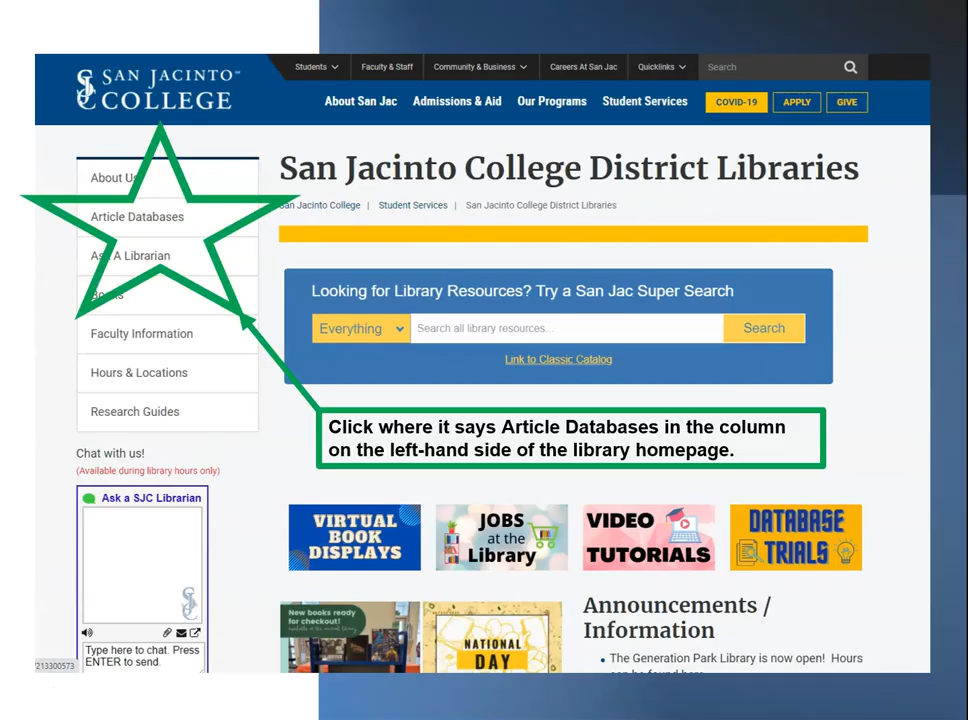 SAN JACINTO™
COLLEGE
Students
Faculty & Staff
Community & Business
Careers At San Jac
Quicklinks
Search
About San Jac
Admissions & Aid
Our Programs
Student Services
COVID-19
APPLY
GIVE
About Us
Article Databases
Ask A Librarian
Books
Faculty Information
Hours & Locations
Research Guides
Chat with us!
(Available during library hours only)
Ask a SJC Librarian
Type here to chat. Press
ENTER to send.
7213300573
San Jacinto College District Libraries
San Jacinto College | Student Services | San Jacinto College District Libraries
Looking for Library Resources? Try a San Jac Super Search
Everything
Search all library resources...
Search
Link to Classic Catalog
Click where it says Article Databases in the column
on the left-hand side of the library homepage.
VIRTUAL
BOOK
DISPLAYS
JOBS
at the
Library
VIDEO
TUTORIALS
DATABASE
TRIALS
New books ready
for checkout!
NATIONAL
DAY
Announcements /
Information
• The Generation Park Library is now open! Hours